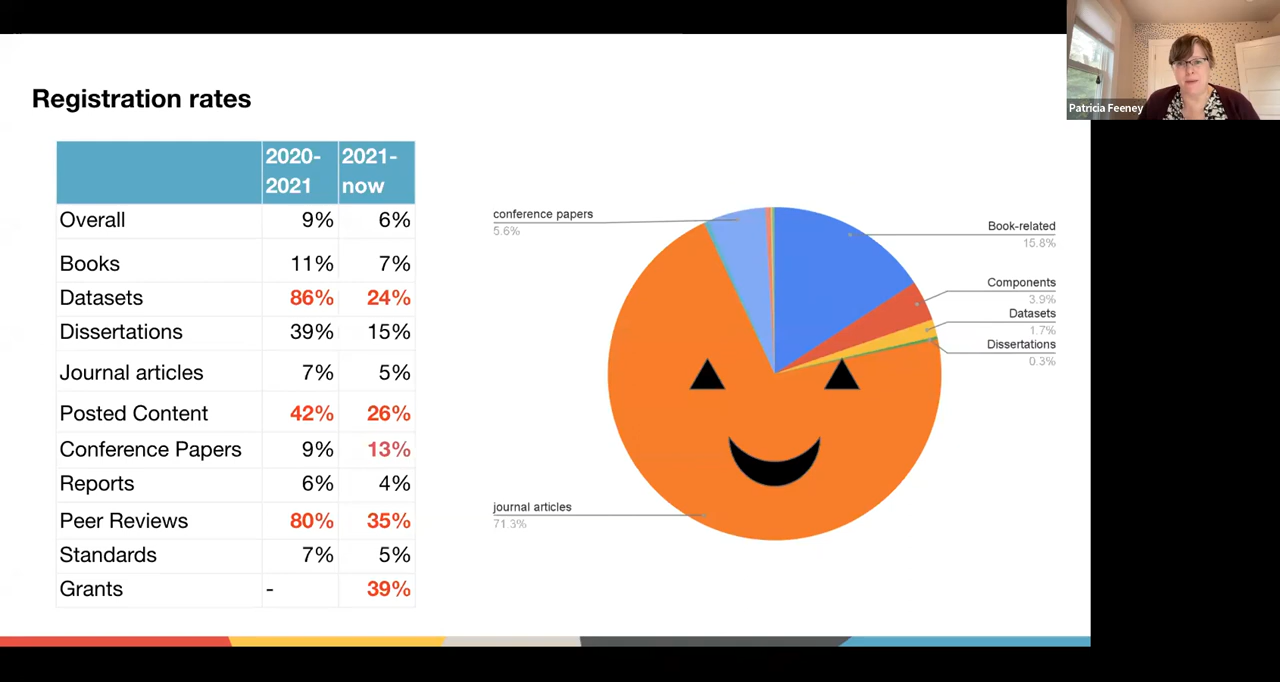 Registration rates
Patricia Feeney
2020-2021 2021-now
Overall 9% 6%
Books 11% 7%
Datasets 86% 24%
Dissertations 39% 15%
Journal articles 7% 5%
Posted Content 42% 26%
Conference Papers 9% 13%
Reports 6% 4%
Peer Reviews 80% 35%
Standards 7% 5%
Grants - 39%
conference papers
5.6%
Book-related
15.8%
Components
3.9%
Datasets
1.7%
Dissertations
0.3%
journal articles
71.3%